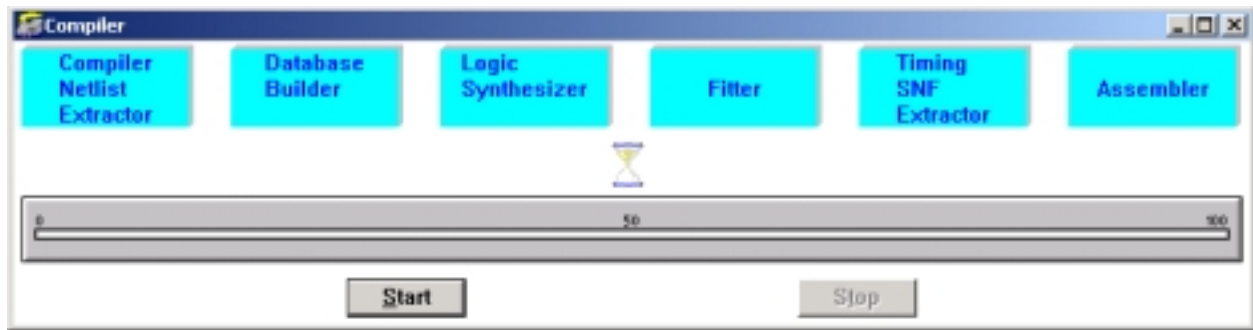 Compiler
Compiler
Netlist
Extractor
Database
Builder
Logic
Synthesizer
Fitter
Timing
SNF
Extractor
Assembler
0 50 100
Start Stop